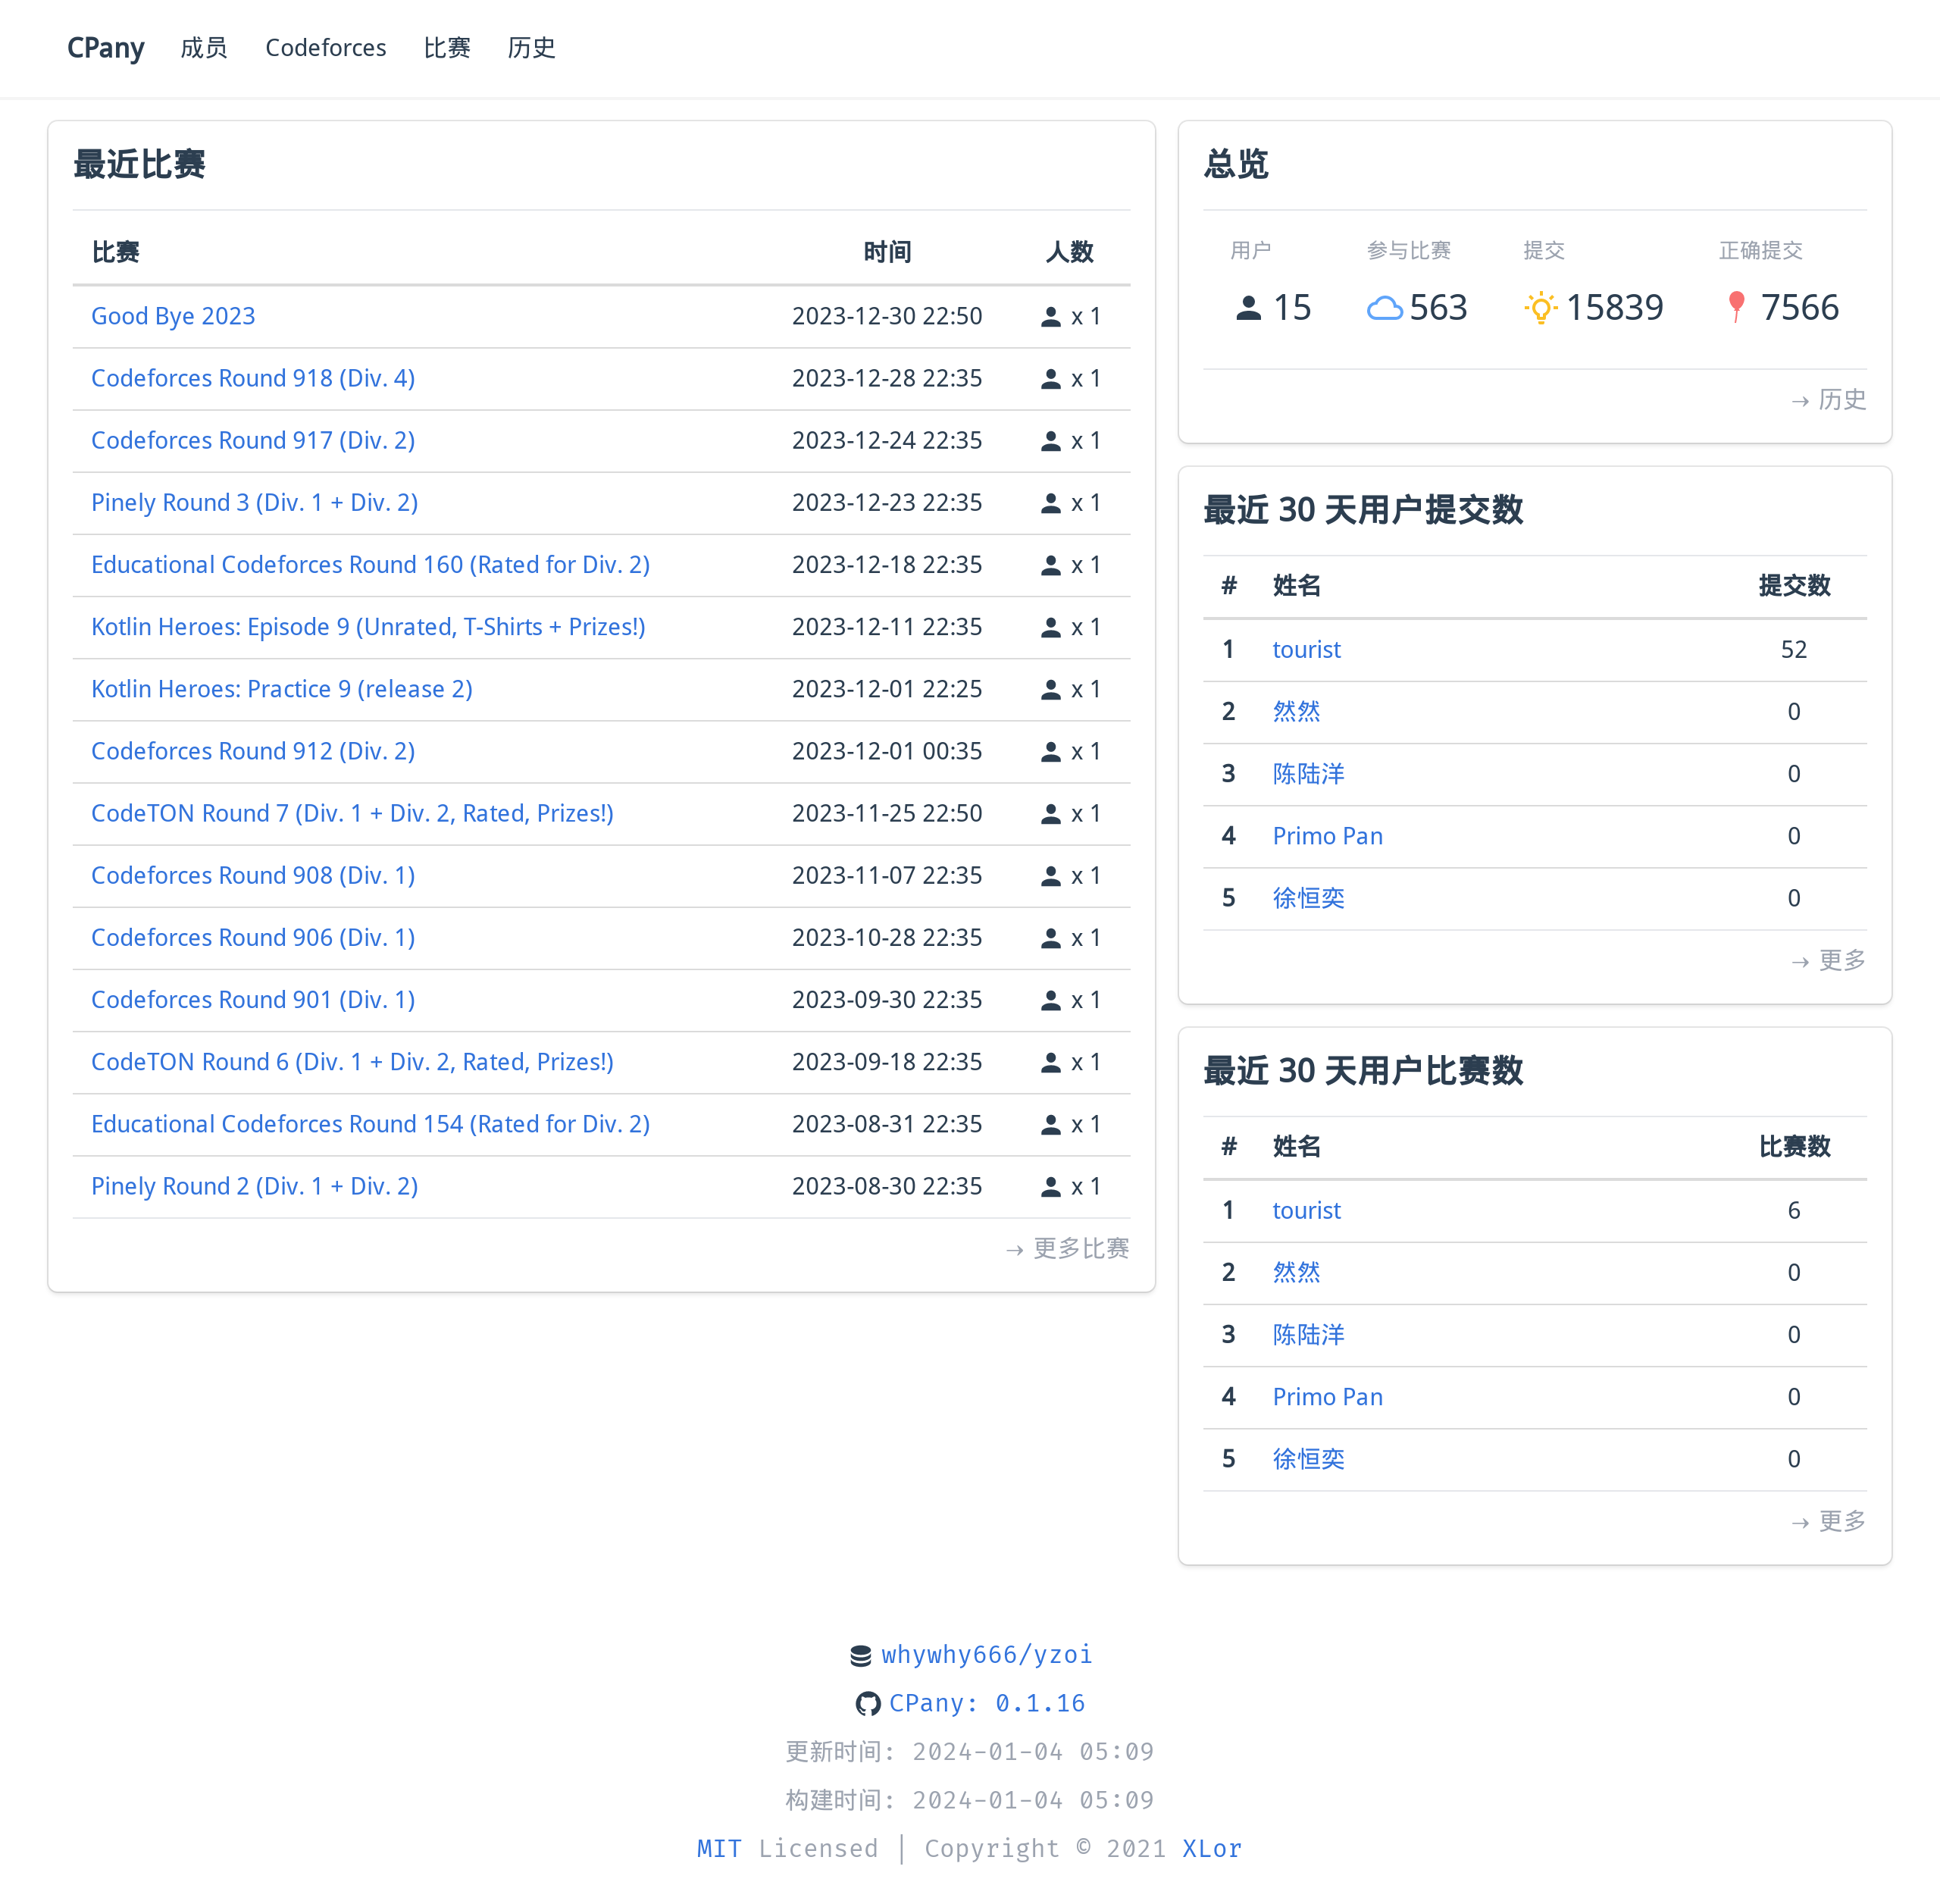 CPany 成员 Codeforces 比赛 历史
最近比赛
比赛 时间 人数
Good Bye 2023 2023-12-30 22:50 x 1
Codeforces Round 918 (Div. 4) 2023-12-28 22:35 x 1
Codeforces Round 917 (Div. 2) 2023-12-24 22:35 x 1
Pinely Round 3 (Div. 1 + Div. 2) 2023-12-23 22:35 x 1
Educational Codeforces Round 160 (Rated for Div. 2) 2023-12-18 22:35 x 1
Kotlin Heroes: Episode 9 (Unrated, T-Shirts + Prizes!) 2023-12-11 22:35 x 1
Kotlin Heroes: Practice 9 (release 2) 2023-12-01 22:25 x 1
Codeforces Round 912 (Div. 2) 2023-12-01 00:35 x 1
CodeTON Round 7 (Div. 1 + Div. 2, Rated, Prizes!) 2023-11-25 22:50 x 1
Codeforces Round 908 (Div. 1) 2023-11-07 22:35 x 1
Codeforces Round 906 (Div. 1) 2023-10-28 22:35 x 1
Codeforces Round 901 (Div. 1) 2023-09-30 22:35 x 1
CodeTON Round 6 (Div. 1 + Div. 2, Rated, Prizes!) 2023-09-18 22:35 x 1
Educational Codeforces Round 154 (Rated for Div. 2) 2023-08-31 22:35 x 1
Pinely Round 2 (Div. 1 + Div. 2) 2023-08-30 22:35 x 1
→ 更多比赛
总览
用户 参与比赛 提交 正确提交
15 563 15839 7566
→ 历史
最近 30 天用户提交数
# 姓名 提交数
1 tourist 52
2 然然 0
3 陈陆洋 0
4 Primo Pan 0
5 徐恒奕 0
→ 更多
最近 30 天用户比赛数
# 姓名 比赛数
1 tourist 6
2 然然 0
3 陈陆洋 0
4 Primo Pan 0
5 徐恒奕 0
→ 更多
whywhy666/yzoi
CPany: 0.1.16
更新时间: 2024-01-04 05:09
构建时间: 2024-01-04 05:09
MIT Licensed | Copyright © 2021 XLor